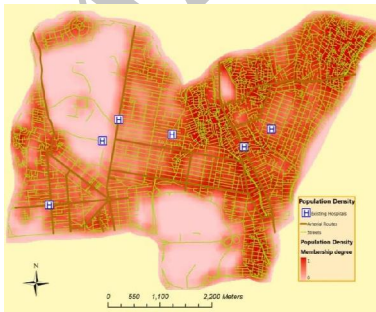 H
H
H
H
H
H
Population Density
H Existing Hospitals
Arterial Routes
Streets
Population Density
Membership degree
1
0
N
0 550 1,100 2,200 Meters